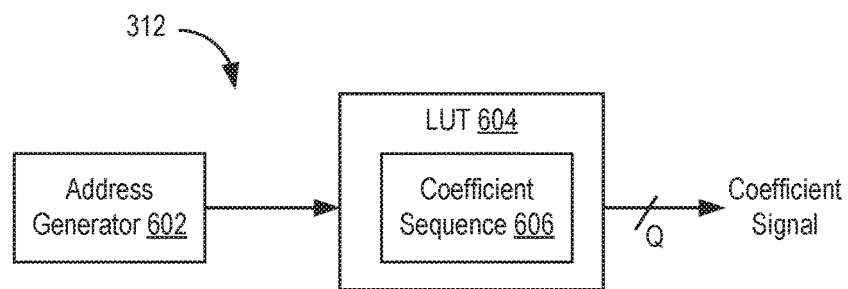 312
LUT 604
Address
Generator 602
Coefficient
Sequence 606
Q
Coefficient
Signal